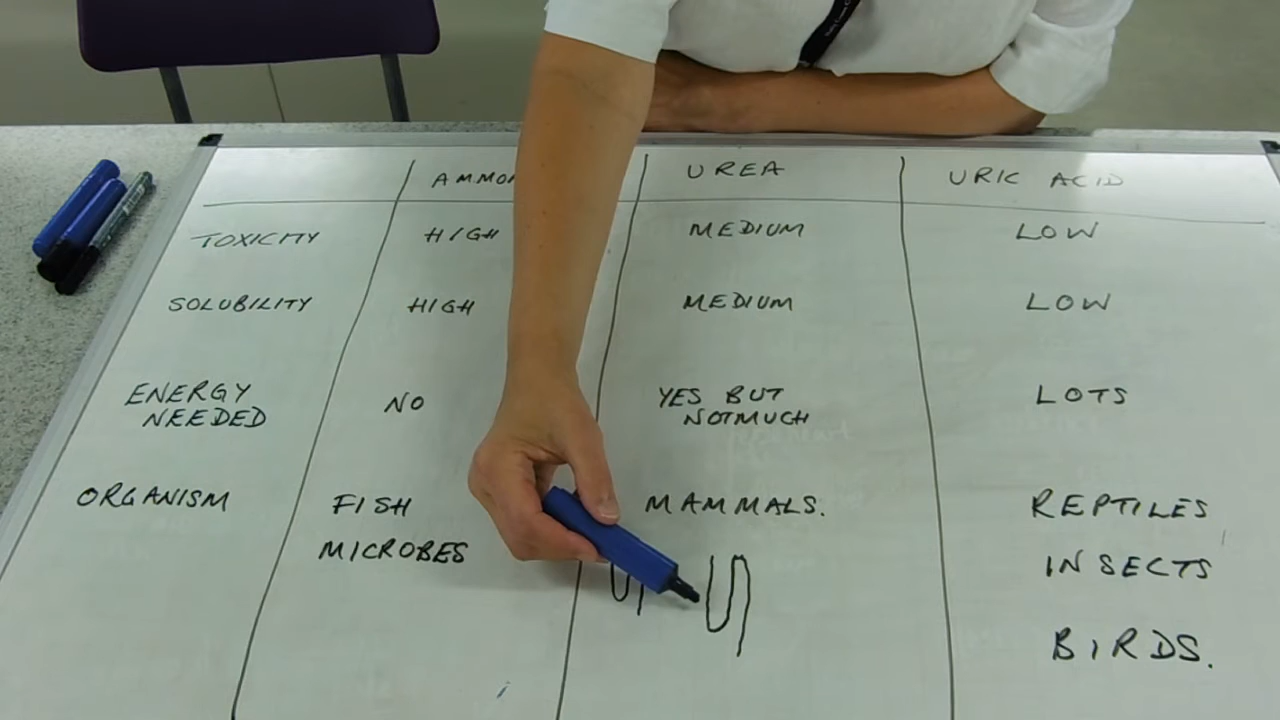 AMMO UREA URIC ACID
TOXICITY HIGH MEDIUM LOW
SOLUBILITY HIGH MEDIUM LOW
ENERGY NEEDED NO YES BUT NOTMUCH LOTS
ORGANISM FISH MAMMALS. REPTILES
MICROBES INSECTS
BIRDS.